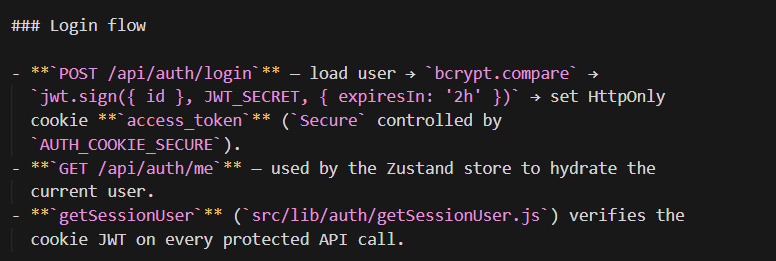 ### Login flow
- **`POST /api/auth/login`** — load user → `bcrypt.compare` →
`jwt.sign({ id }, JWT_SECRET, { expiresIn: '2h' })` → set HttpOnly
cookie **`access_token`** (`Secure` controlled by
`AUTH_COOKIE_SECURE`).
- **`GET /api/auth/me`** — used by the Zustand store to hydrate the
current user.
- **`getSessionUser`** (`src/lib/auth/getSessionUser.js`) verifies the
cookie JWT on every protected API call.